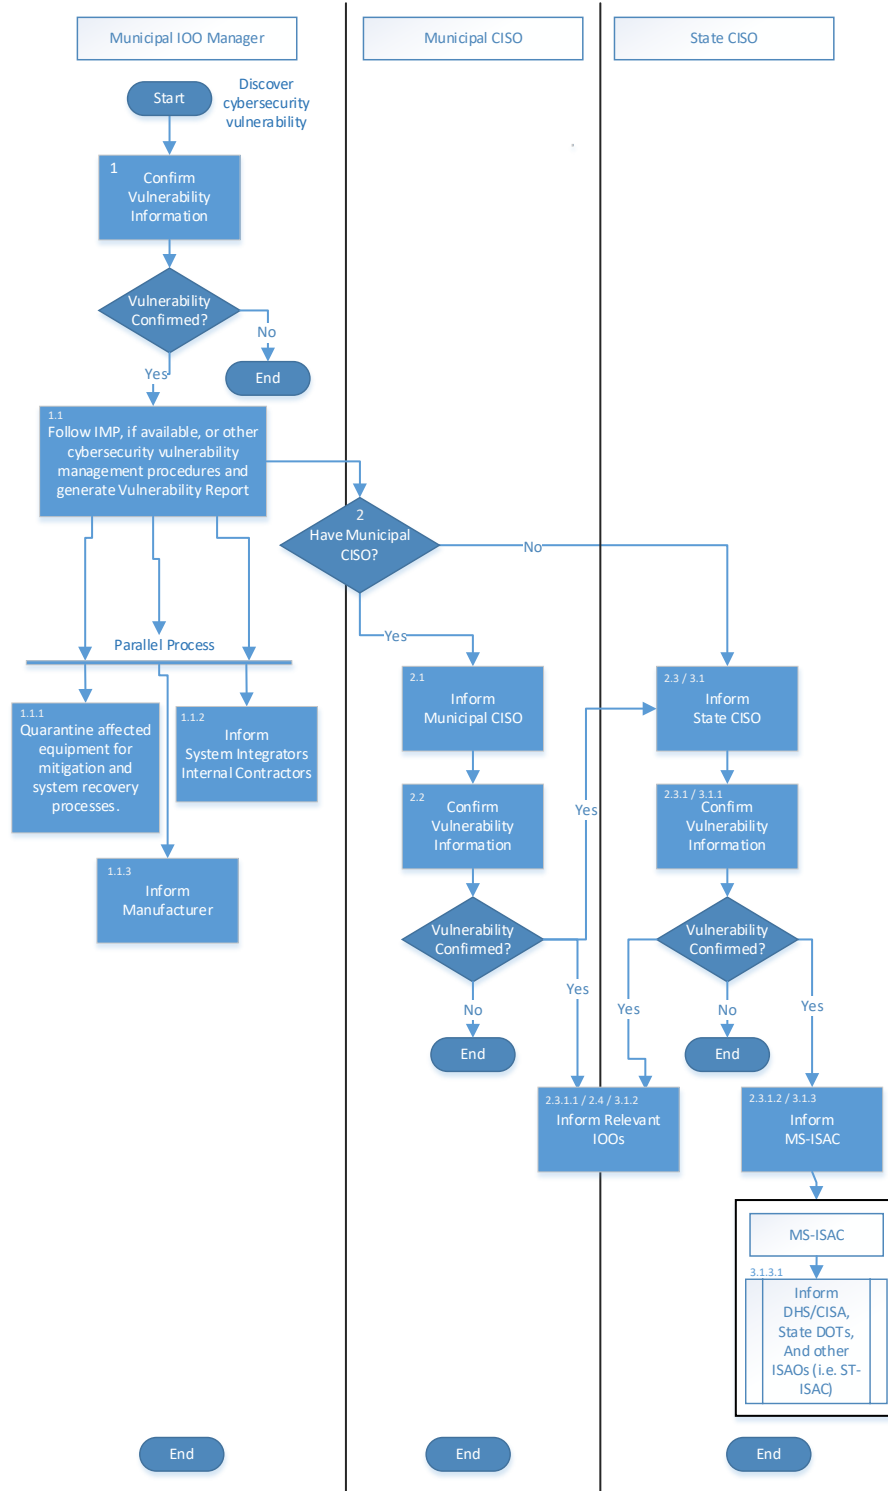 Municipal IOO Manager
Municipal CISO
State CISO
Start
Discover
cybersecurity
vulnerability
1
Confirm
Vulnerability
Information
Vulnerability
Confirmed?
No
End
Yes
1.1
Follow IMP, if available, or other
cybersecurity vulnerability
management procedures and
generate Vulnerability Report
2
Have Municipal
CISO?
No
Yes
Parallel Process
1.1.1
Quarantine affected
equipment for
mitigation and
system recovery
processes.
1.1.2
Inform
System Integrators
Internal Contractors
1.1.3
Inform
Manufacturer
2.1
Inform
Municipal CISO
2.2
Confirm
Vulnerability
Information
Yes
Vulnerability
Confirmed?
No
Yes
End
2.3 / 3.1
Inform
State CISO
2.3.1 / 3.1.1
Confirm
Vulnerability
Information
Vulnerability
Confirmed?
Yes
No
Yes
End
2.3.1.1 / 2.4 / 3.1.2
Inform Relevant
IOOs
2.3.1.2 / 3.1.3
Inform
MS-ISAC
MS-ISAC
3.1.3.1
Inform
DHS/CISA,
State DOTs,
And other
ISAOs (i.e. ST-
ISAC)
End
End
End